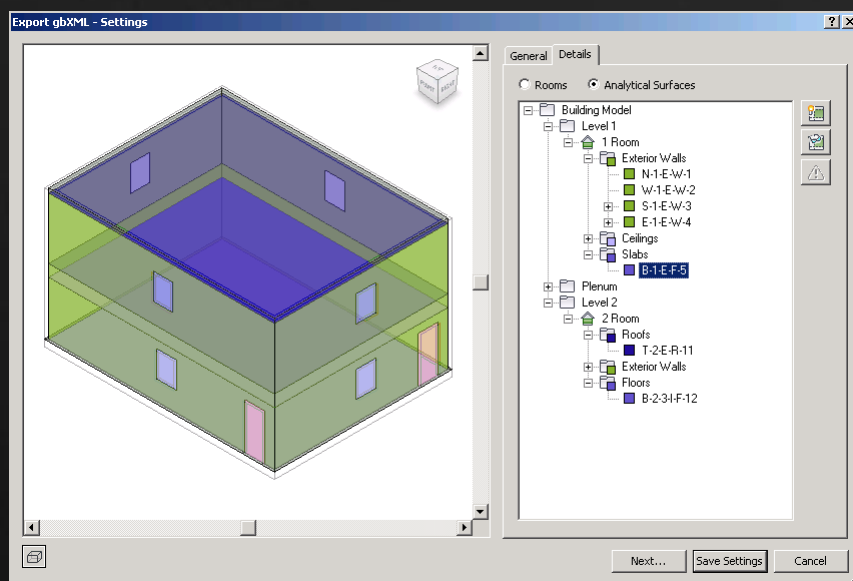 Export gbXML - Settings
General
Details
Rooms
Analytical Surfaces
Building Model
Level 1
1 Room
Exterior Walls
N-1-E-W-1
W-1-E-W-2
S-1-E-W-3
E-1-E-W-4
Ceilings
Slabs
B-1-E-F-5
Plenum
Level 2
2 Room
Roofs
T-2-E-R-11
Exterior Walls
Floors
B-2-3-I-F-12
Next...
Save Settings
Cancel